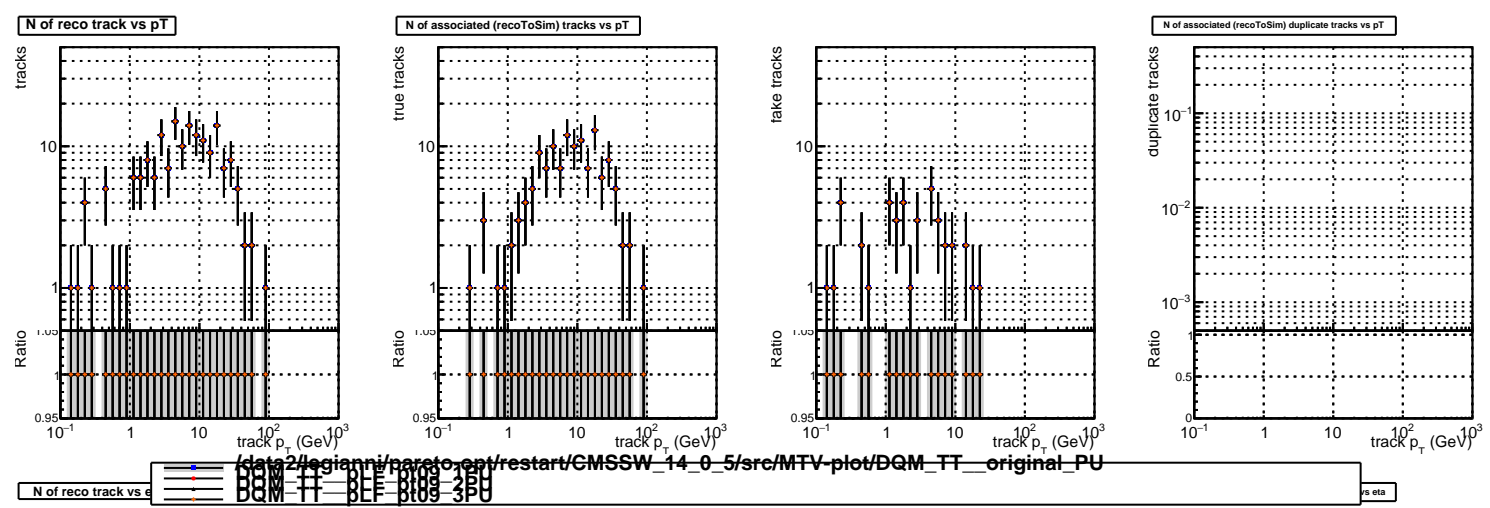 N of reco track vs pT
N of associated (recoToSim) tracks vs pT
N of associated (recoToSim) duplicate tracks vs pT
tracks
10
1
Ratio
1.05
1
0.95
10⁻¹ 1 10 10² 10³
track p_T (GeV)
true tracks
10
1
Ratio
1.05
1
0.95
10⁻¹ 1 10 10² 10³
track p_T (GeV)
fake tracks
10
1
Ratio
1.05
1
0.95
10⁻¹ 1 10 10² 10³
track p_T (GeV)
duplicate tracks
10⁻¹
10⁻²
10⁻³
Ratio
1
0.5
0
10⁻¹ 1 10 10² 10³
track p_T (GeV)
/data2/legianni/pareto_opt/restart/CMSSW_14_0_5/src/MTV-plot/DQM_TT__original_PU
DQM_TT__pLF_pt09_1PU
DQM_TT__pLF_pt09_2PU
DQM_TT__pLF_pt09_3PU
N of reco track vs e
vs eta